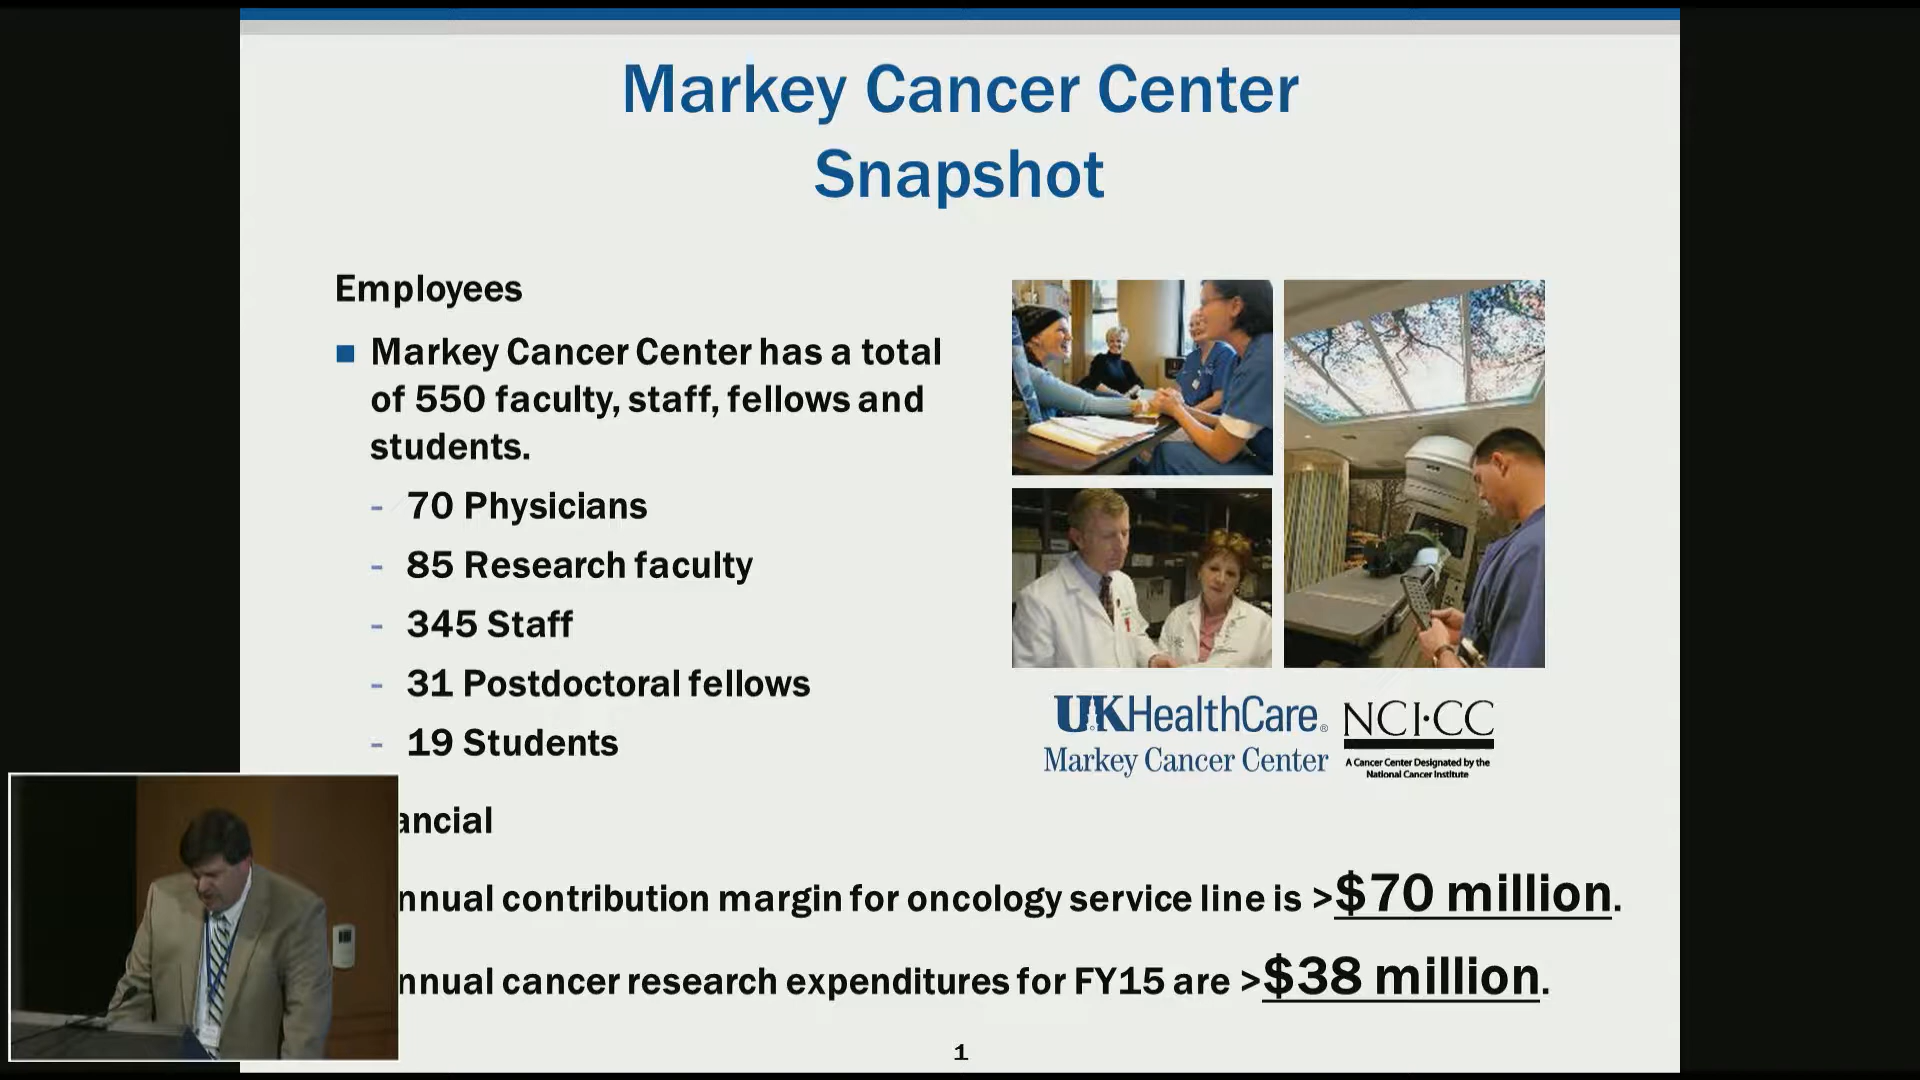 Markey Cancer Center
Snapshot
Employees
Markey Cancer Center has a total
of 550 faculty, staff, fellows and
students.
- 70 Physicians
- 85 Research faculty
- 345 Staff
- 31 Postdoctoral fellows
- 19 Students
UKHealthCare®
Markey Cancer Center
NCI·CC
A Cancer Center Designated by the
National Cancer Institute
ancial
nnual contribution margin for oncology service line is >$70 million.
nnual cancer research expenditures for FY15 are >$38 million.
1